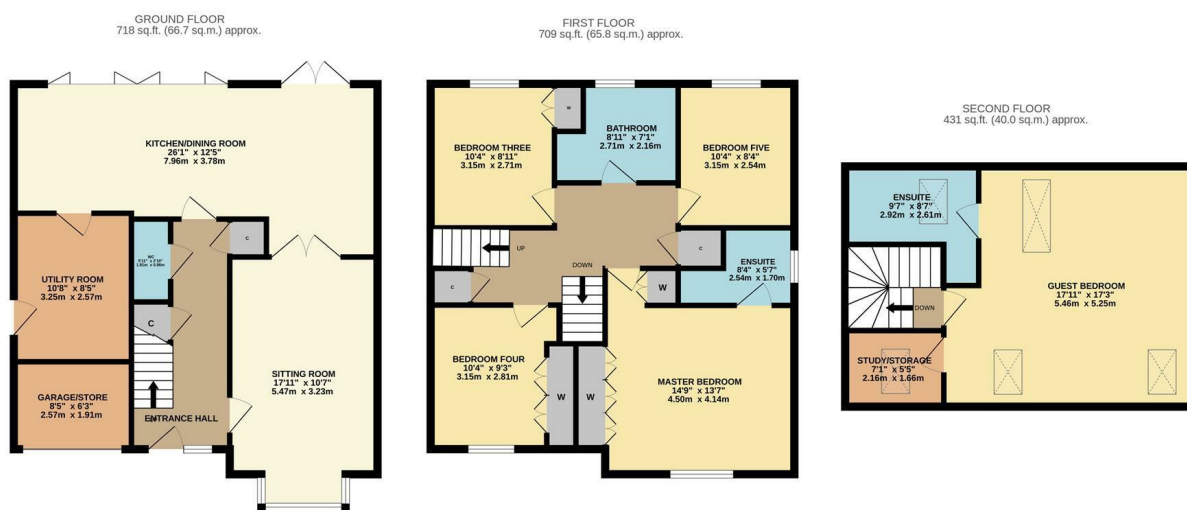 GROUND FLOOR
718 sq.ft. (66.7 sq.m.) approx.
KITCHEN/DINING ROOM
26'1" x 12'5"
7.96m x 3.78m
WC
C
UTILITY ROOM
10'8" x 8'5"
3.25m x 2.57m
C
SITTING ROOM
17'11" x 10'7"
5.47m x 3.23m
GARAGE/STORE
8'5" x 6'3"
2.57m x 1.91m
ENTRANCE HALL
FIRST FLOOR
709 sq.ft. (65.8 sq.m.) approx.
W
BEDROOM THREE
10'4" x 8'11"
3.15m x 2.71m
BATHROOM
8'11" x 7'1"
2.71m x 2.16m
BEDROOM FIVE
10'4" x 8'4"
3.15m x 2.54m
UP
C
DOWN
C
W
ENSUITE
8'4" x 5'7"
2.54m x 1.70m
BEDROOM FOUR
10'4" x 9'3"
3.15m x 2.81m
W
W
MASTER BEDROOM
14'9" x 13'7"
4.50m x 4.14m
SECOND FLOOR
431 sq.ft. (40.0 sq.m.) approx.
ENSUITE
9'7" x 8'7"
2.92m x 2.61m
GUEST BEDROOM
17'11" x 17'3"
5.46m x 5.25m
DOWN
STUDY/STORAGE
7'1" x 5'5"
2.16m x 1.66m